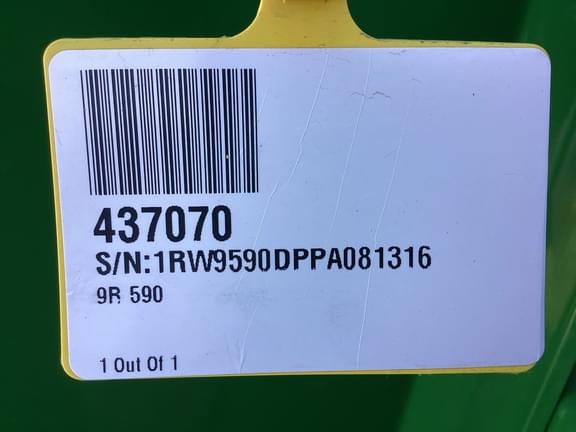 437070
S/N:1RW9590DPPA081316
9R 590
1 Out Of 1